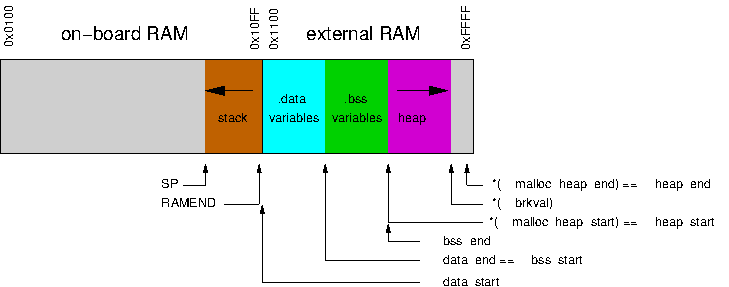 0x0100
on−board RAM
0x10FF
0x1100
external RAM
0xFFFF
stack
.data
variables
.bss
variables
heap
SP
RAMEND
*( malloc heap end) == heap end
*( brkval)
*( malloc heap start) == heap start
bss end
data end == bss start
data start